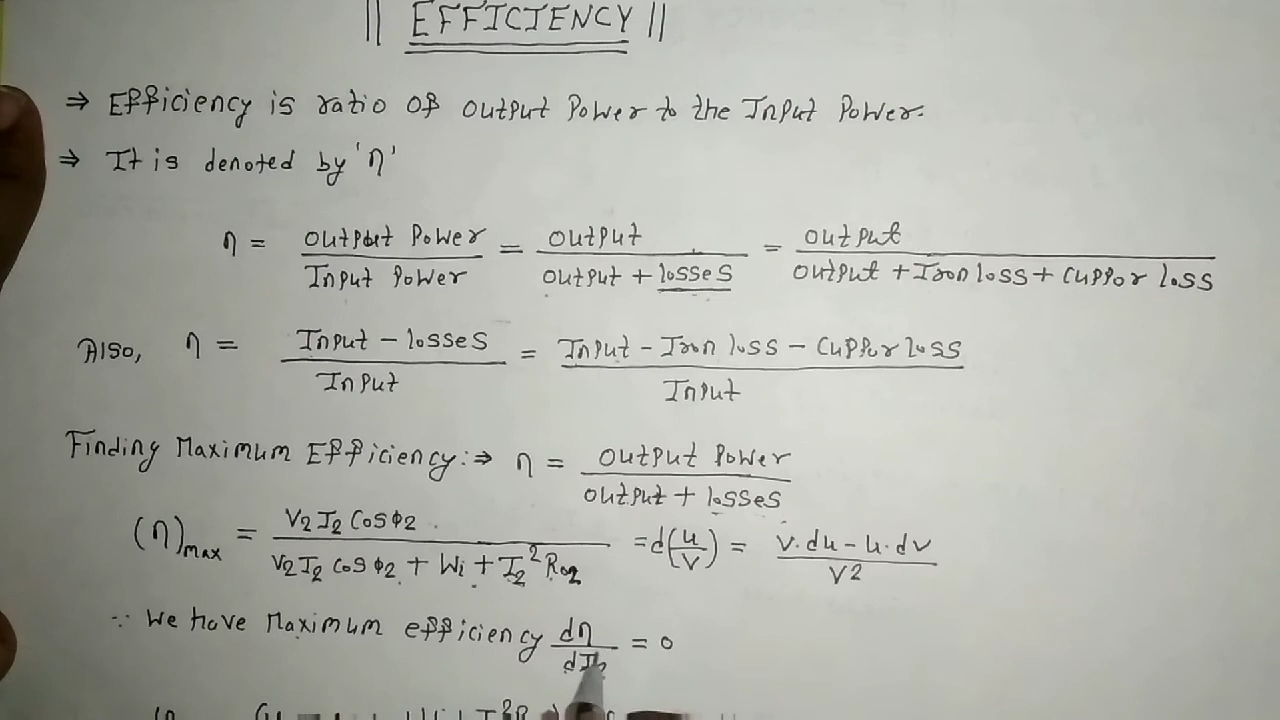 || EFFICIENCY ||
⇒ Efficiency is ratio of output Power to the Input Power.
⇒ It is denoted by 'η'
η = output Power / Input Power = output / output + losses = output / output + Iron loss + Cuppor loss
Also, η = Input - losses / Input = Input - Iron loss - Cuppor loss / Input
Finding Maximum Efficiency:⇒ η = output Power / output + losses
(η)max = V2 I2 Cos Φ2 / V2 I2 Cos Φ2 + Wi + I2² R02 = d(u/v) = v. du - u. dv / v2
∵ We have Maximum efficiency dη / dI2 = 0